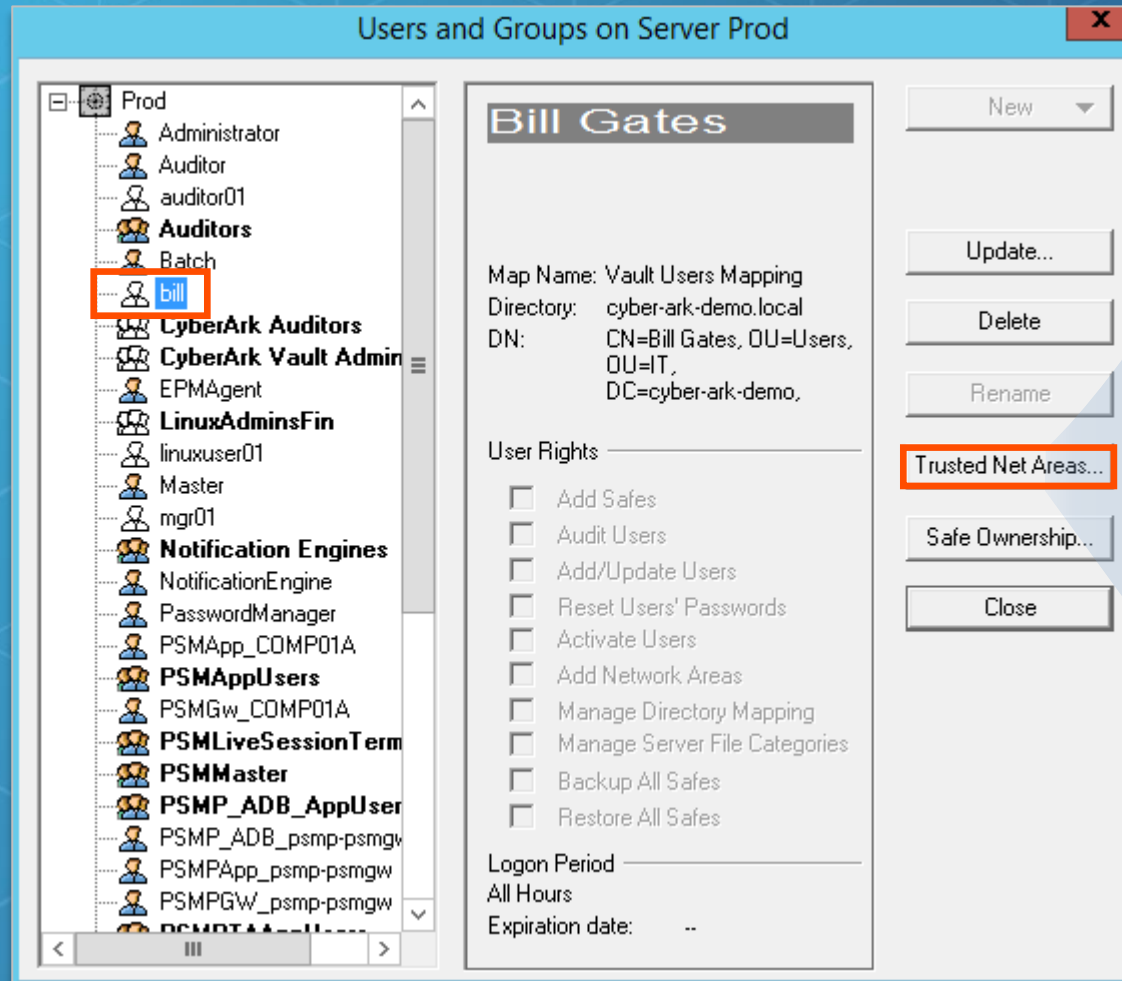 Users and Groups on Server Prod
x
Prod
Administrator
Auditor
auditor01
Auditors
Batch
bill
CyberArk Auditors
CyberArk Vault Admin
EPMAgent
LinuxAdminsFin
linuxuser01
Master
mgr01
Notification Engines
NotificationEngine
PasswordManager
PSMApp_COMP01A
PSMAppUsers
PSMGw_COMP01A
PSMLiveSessionTerm
PSMMaster
PSMP_ADB_AppUser
PSMP_ADB_psmp-psmgw
PSMPApp_psmp-psmgw
PSMPGW_psmp-psmgw
Bill Gates
Map Name: Vault Users Mapping
Directory: cyber-ark-demo.local
DN: CN=Bill Gates, OU=Users,
OU=IT,
DC=cyber-ark-demo,
User Rights
Add Safes
Audit Users
Add/Update Users
Reset Users' Passwords
Activate Users
Add Network Areas
Manage Directory Mapping
Manage Server File Categories
Backup All Safes
Restore All Safes
Logon Period
All Hours
Expiration date: --
New
Update...
Delete
Rename
Trusted Net Areas...
Safe Ownership...
Close